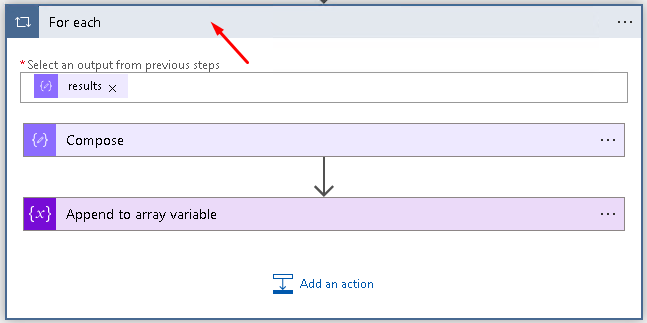 For each
* Select an output from previous steps
results ×
Compose
{x} Append to array variable
Add an action